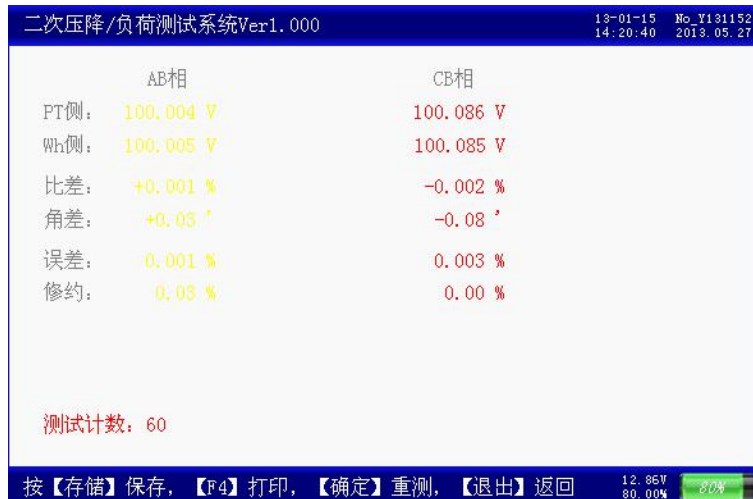 二次压降/负荷测试系统Ver1.000 13-01-15 No_Y131152
14:20:40 2013.05.27
AB相 CB相
PT侧: 100.004 V 100.086 V
Wh侧: 100.005 V 100.085 V
比差: +0.001 % -0.002 %
角差: +0.03 ' -0.08 '
误差: 0.001 % 0.003 %
修约: 0.03 % 0.00 %
测试计数: 60
按【存储】保存, 【F4】打印, 【确定】重测, 【退出】返回 12.86V
80.00% 80%